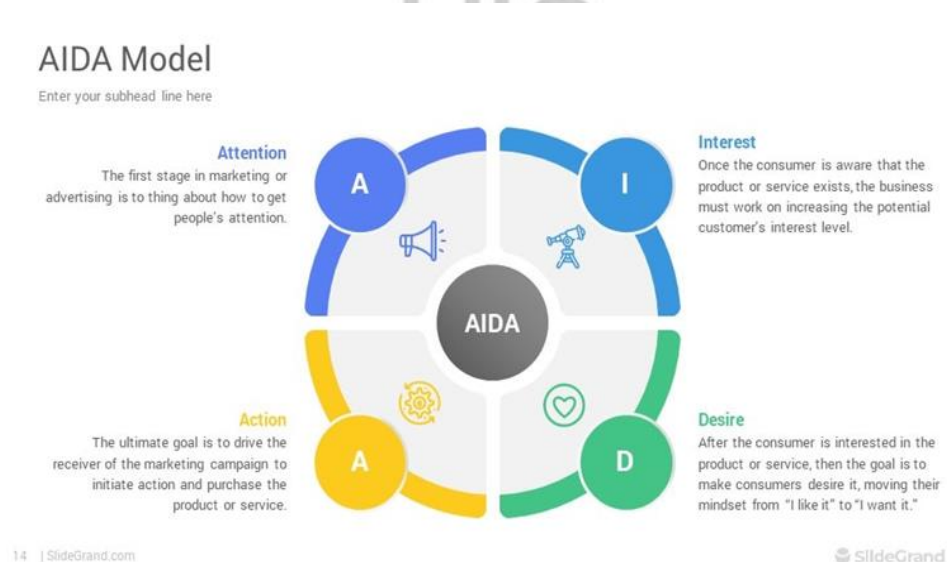 AIDA Model
Enter your subhead line here
Attention
The first stage in marketing or
advertising is to thing about how to get
people's attention.
A
I
Interest
Once the consumer is aware that the
product or service exists, the business
must work on increasing the potential
customer's interest level.
AIDA
Action
The ultimate goal is to drive the
receiver of the marketing campaign to
initiate action and purchase the
product or service.
A
D
Desire
After the consumer is interested in the
product or service, then the goal is to
make consumers desire it, moving their
mindset from "I like it" to "I want it."
14 | SlideGrand.com
SlideGrand